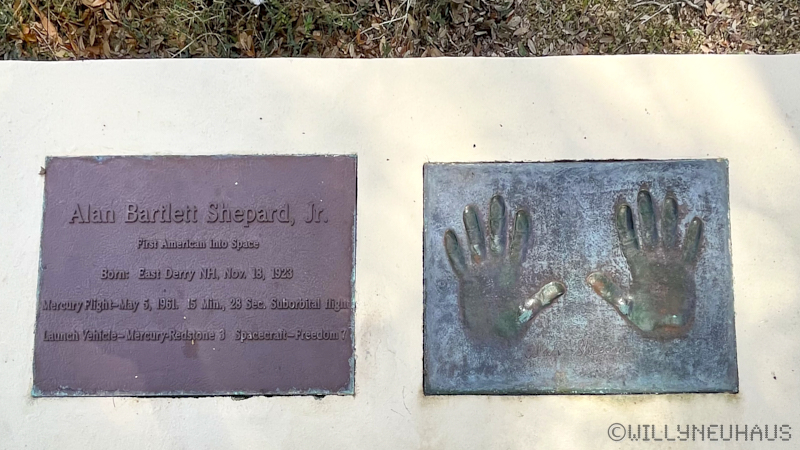 Alan Bartlett Shepard, Jr.
First American Into Space
Born: East Derry NH, Nov. 18, 1923
Mercury Flight—May 5, 1961. 15 Min., 28 Sec. Suborbital flight
Launch Vehicle—Mercury-Redstone 3 Spacecraft—Freedom 7
©WILLYNEUHAUS